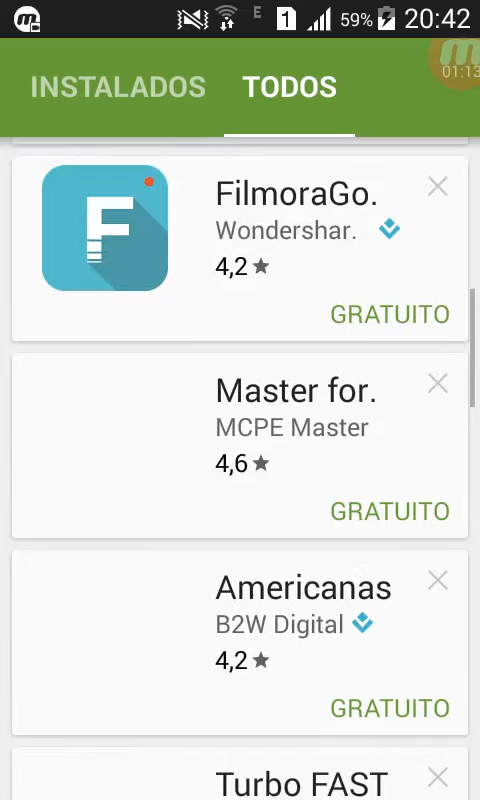 E 1 59% 20:42
INSTALADOS TODOS
01:13
FilmoraGo.
Wondershar.
4,2
GRATUITO
Master for.
MCPE Master
4,6
GRATUITO
Americanas
B2W Digital
4,2
GRATUITO
Turbo FAST